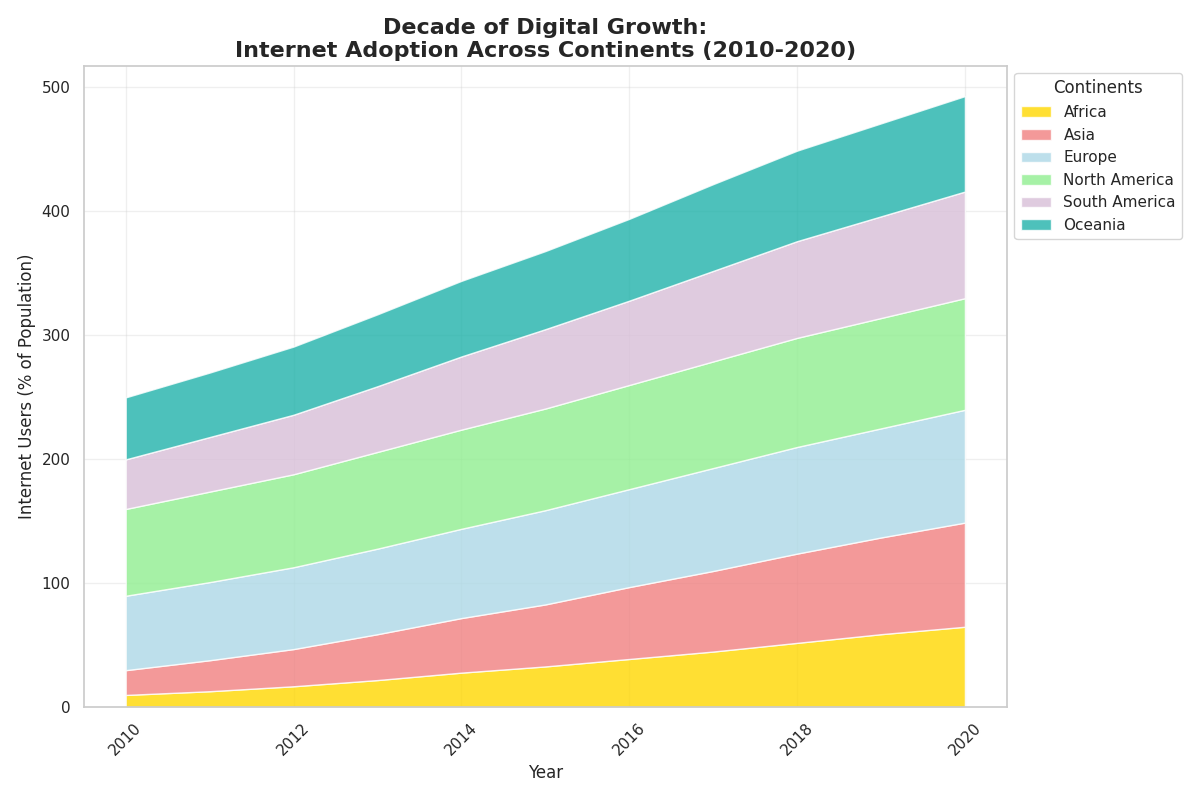 Decade of Digital Growth:
Internet Adoption Across Continents (2010-2020)
Internet Users (% of Population)
500
400
300
200
100
0
2010
2012
2014
2016
2018
2020
Year
Continents
Africa
Asia
Europe
North America
South America
Oceania